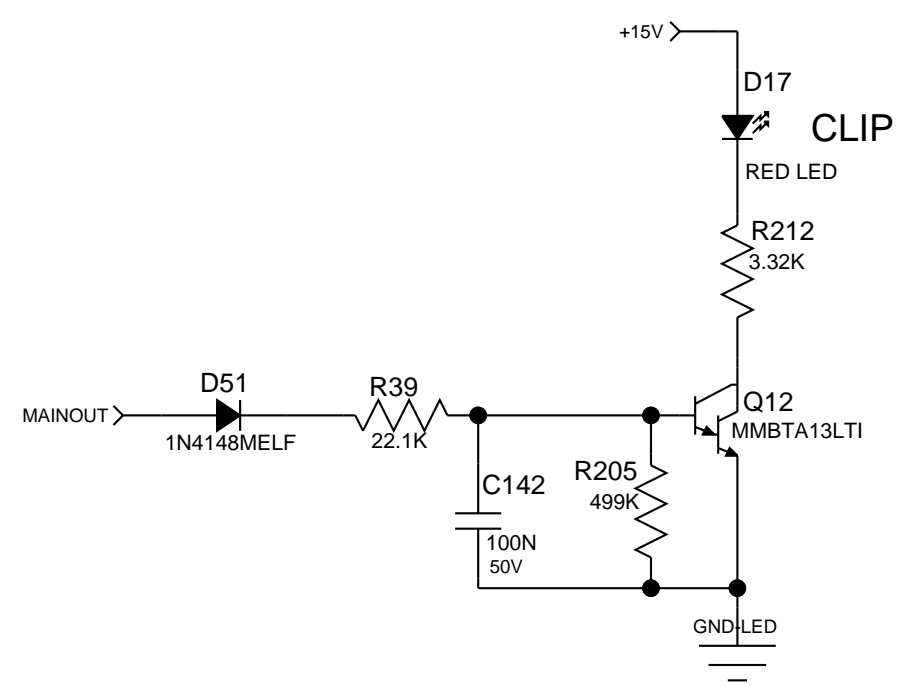 +15V
D17
CLIP
RED LED
R212
3.32K
D51
R39
MAINOUT
Q12
1N4148MELF
22.1K
MMBTA13LTI
R205
C142
499K
100N
50V
GND-LED